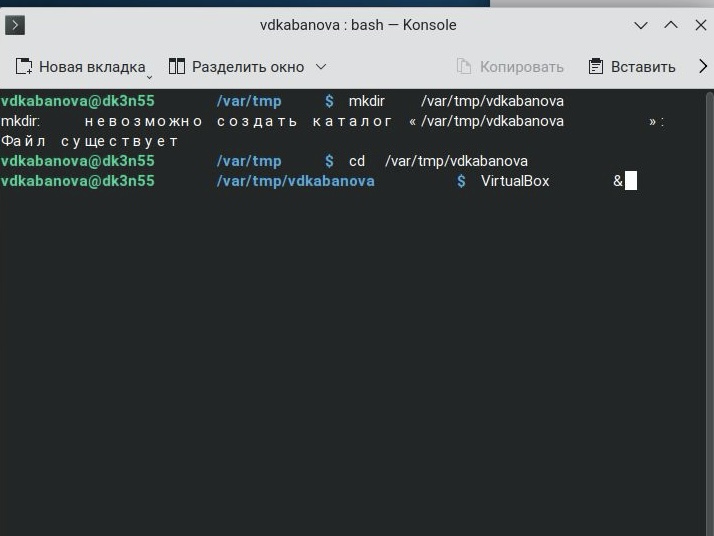 vdkabanova : bash — Konsole
Новая вкладка Разделить окно Копировать Вставить
vdkabanova@dk3n55 /var/tmp $ mkdir /var/tmp/vdkabanova
mkdir: невозможно создать каталог «/var/tmp/vdkabanova»:
Файл существует
vdkabanova@dk3n55 /var/tmp $ cd /var/tmp/vdkabanova
vdkabanova@dk3n55 /var/tmp/vdkabanova $ VirtualBox &